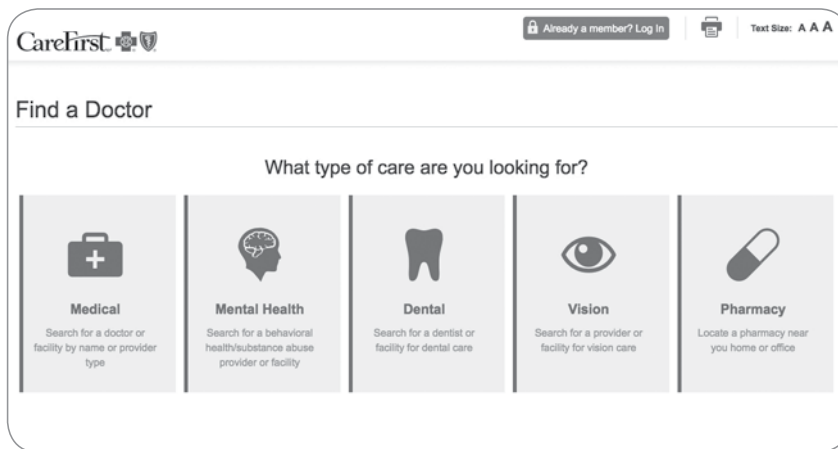 CareFirst
Already a member? Log In
Text Size: A A A
Find a Doctor
What type of care are you looking for?
Medical
Search for a doctor or
facility by name or provider
type
Mental Health
Search for a behavioral
health/substance abuse
provider or facility
Dental
Search for a dentist or
facility for dental care
Vision
Search for a provider or
facility for vision care
Pharmacy
Locate a pharmacy near
you home or office